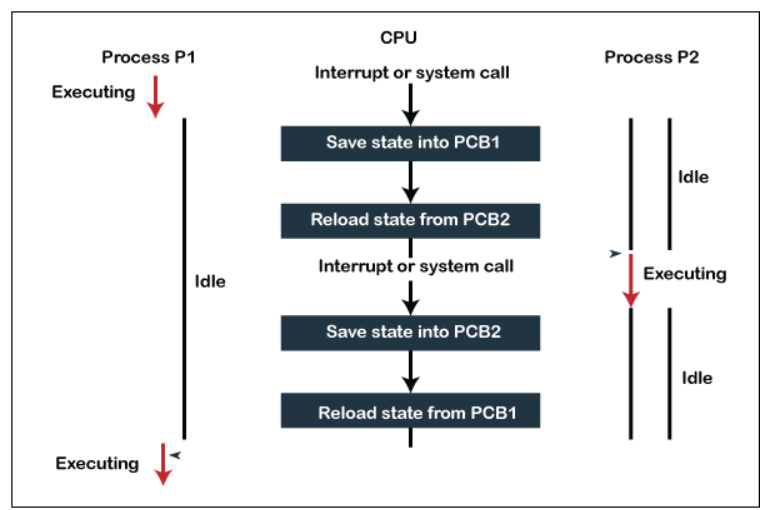 CPU
Process P1
Process P2
Interrupt or system call
Executing
Save state into PCB1
Idle
Reload state from PCB2
Interrupt or system call
Executing
Idle
Save state into PCB2
Idle
Reload state from PCB1
Executing